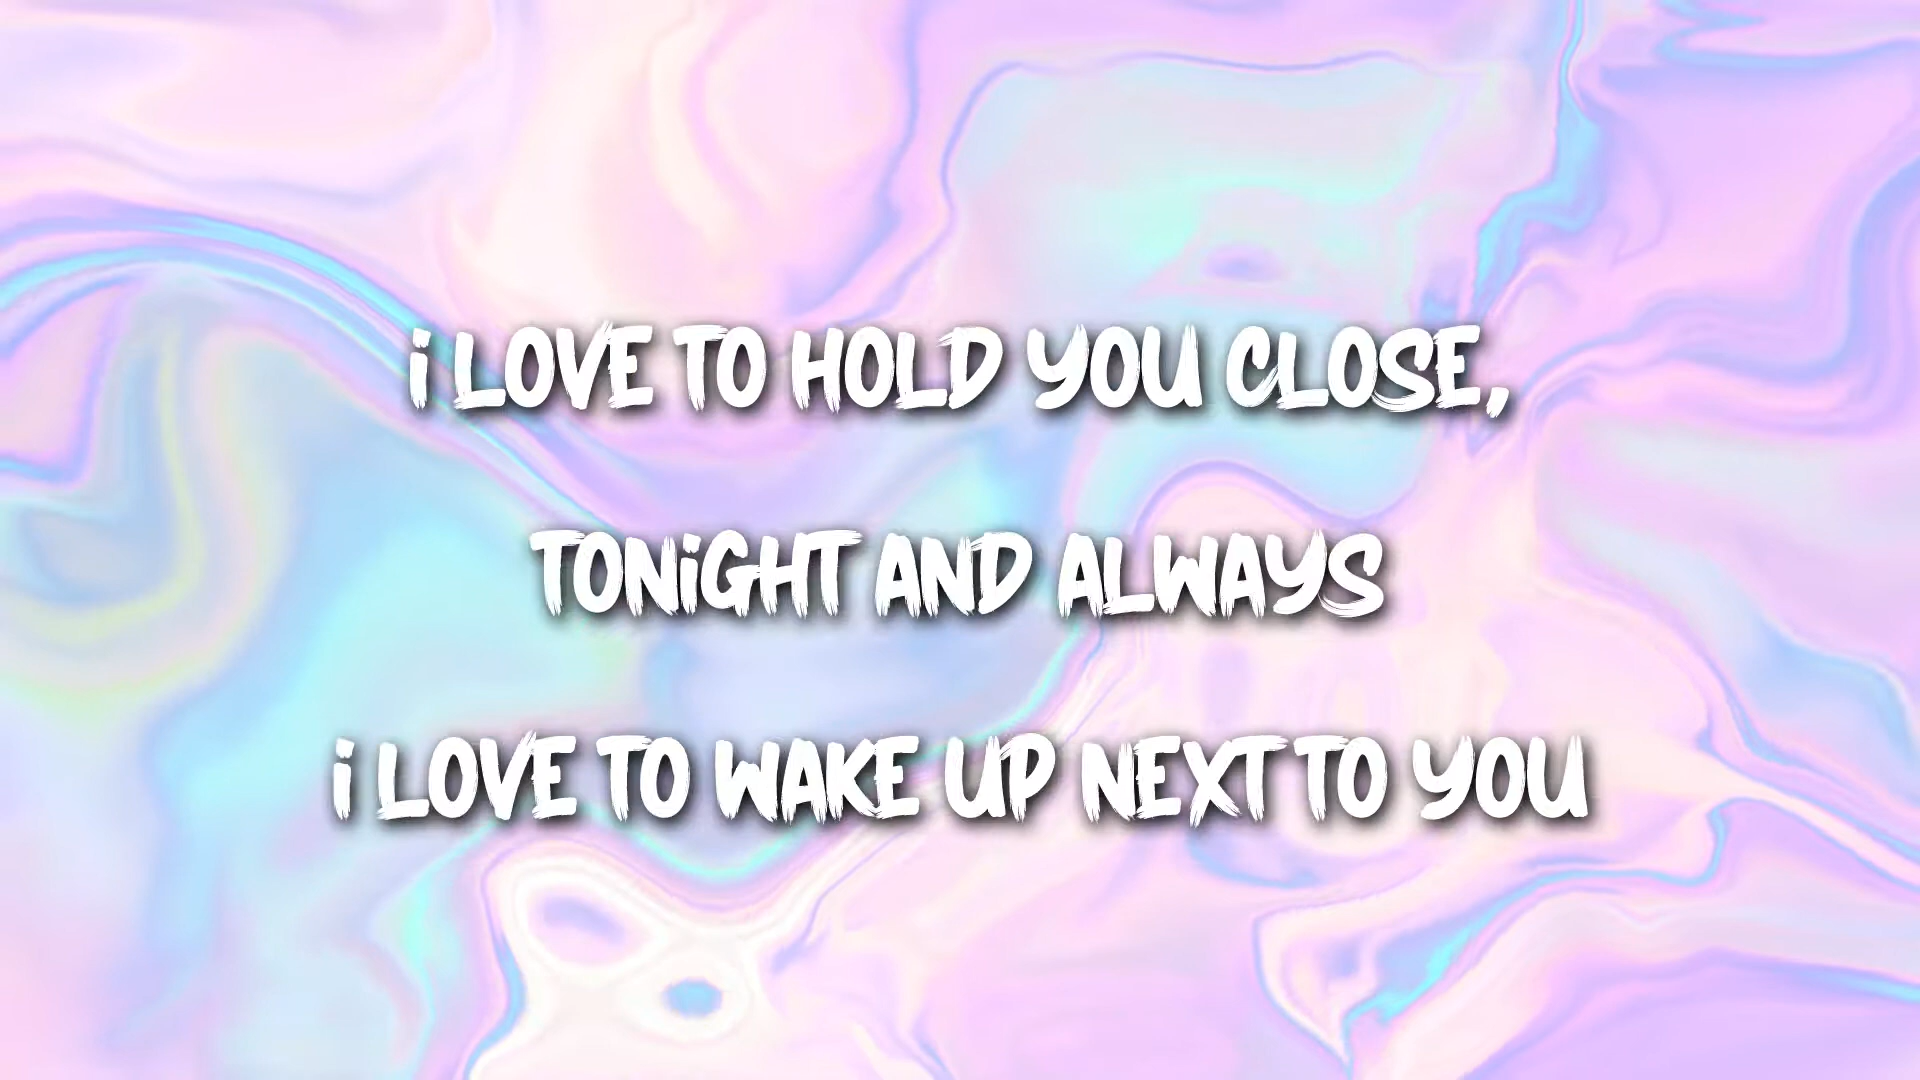 i LOVE TO HOLD YOU CLOSE,
TONiGHT AND ALWAYS
i LOVE TO WAKE UP NEXT TO YOU